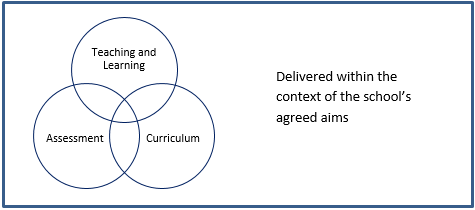 Teaching and
Learning
Assessment
Curriculum
Delivered within the
context of the school's
agreed aims